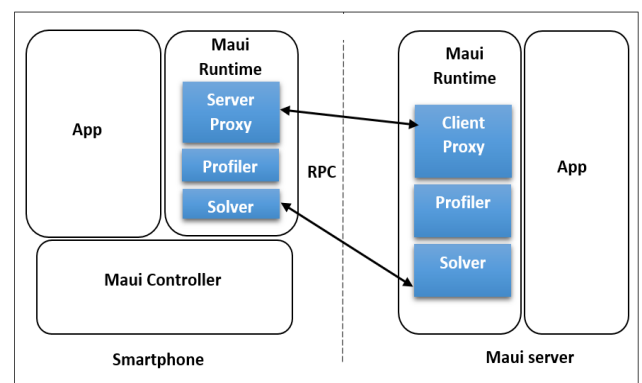 Maui
Runtime
Server
Proxy
App
Profiler
RPC
Solver
Maui Controller
Smartphone
Maui
Runtime
Client
Proxy
App
Profiler
Solver
Maui server